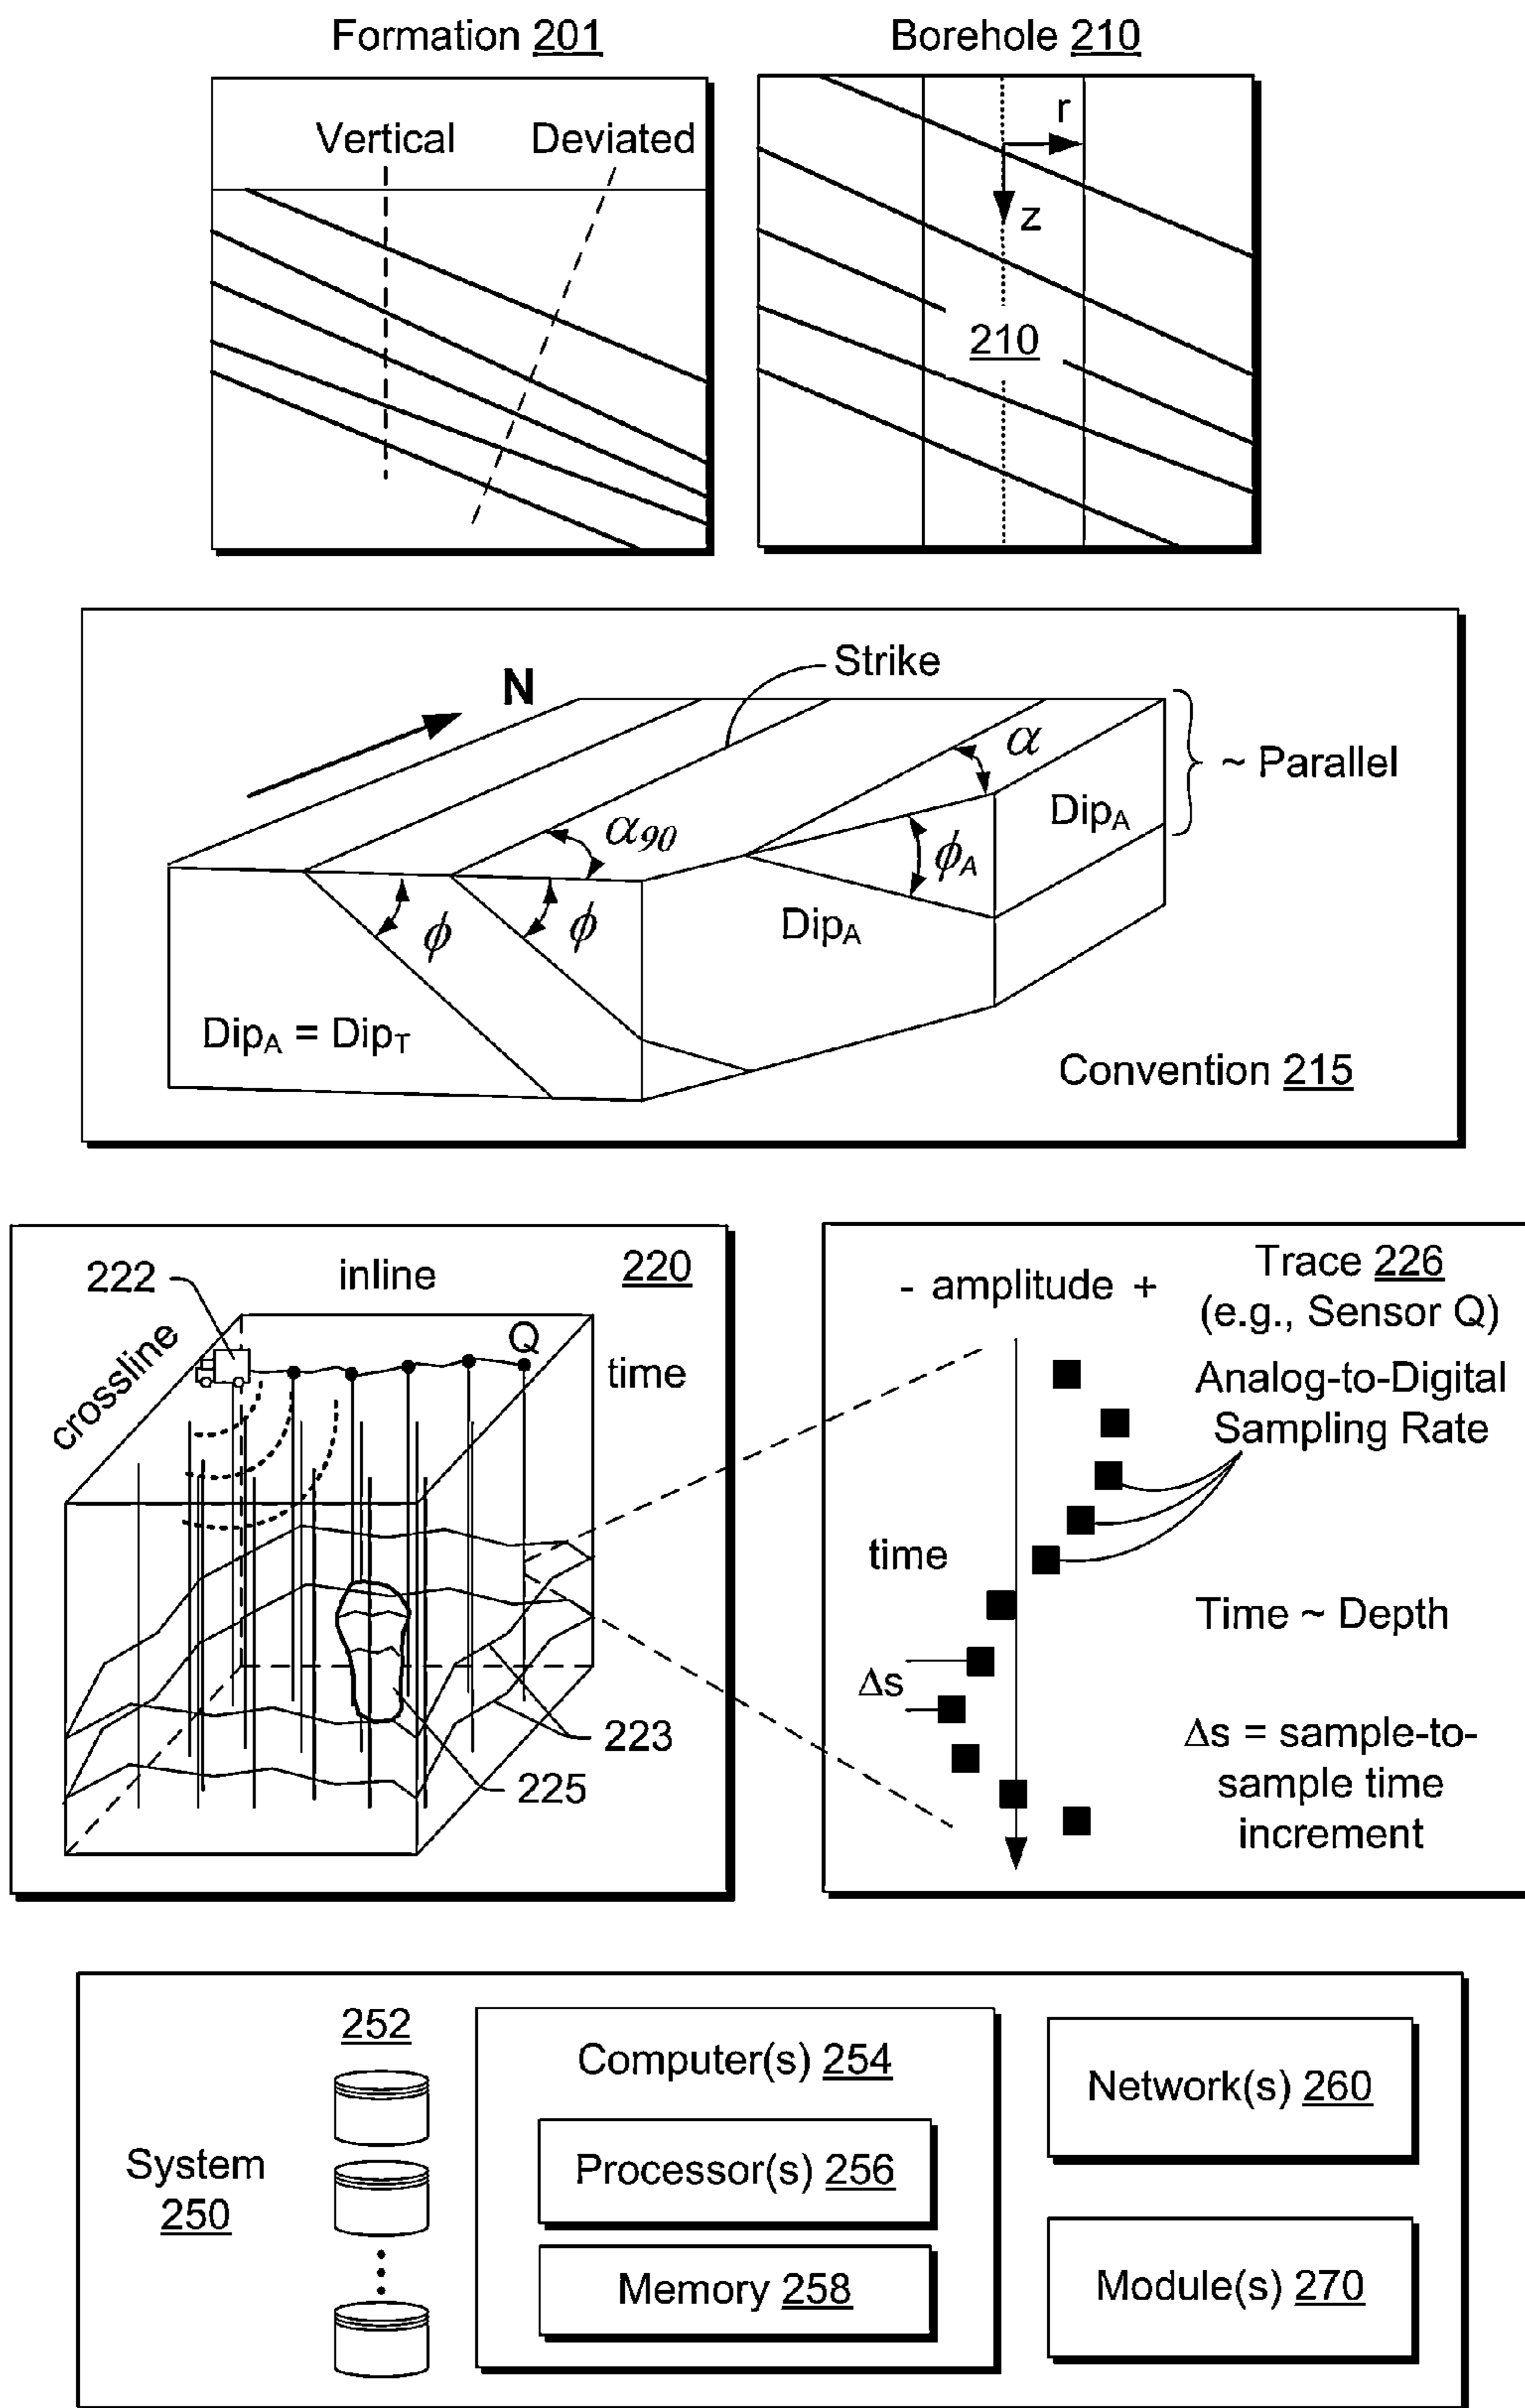 Formation 201
Borehole 210
Vertical
Deviated
r
z
210
N
Strike
α
~ Parallel
DipA
α90
ϕA
ϕ
ϕ
DipA
DipA = DipT
Convention 215
222
inline
220
crossline
Q
time
223
225
- amplitude +
Trace 226
(e.g., Sensor Q)
Analog-to-Digital
Sampling Rate
time
Time ~ Depth
Δs
Δs = sample-to-
sample time
increment
252
System
250
Computer(s) 254
Processor(s) 256
Memory 258
Network(s) 260
Module(s) 270